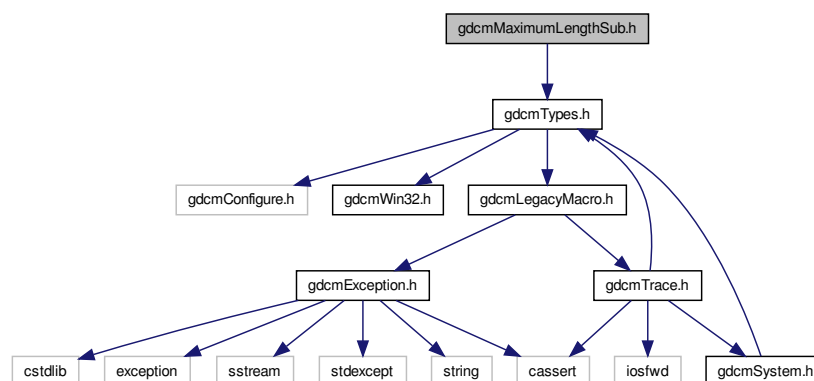 gdcmMaximumLengthSub.h
gdcmTypes.h
gdcmConfigure.h
gdcmWin32.h
gdcmLegacyMacro.h
gdcmException.h
gdcmTrace.h
cstdlib
exception
sstream
stdexcept
string
cassert
iosfwd
gdcmSystem.h